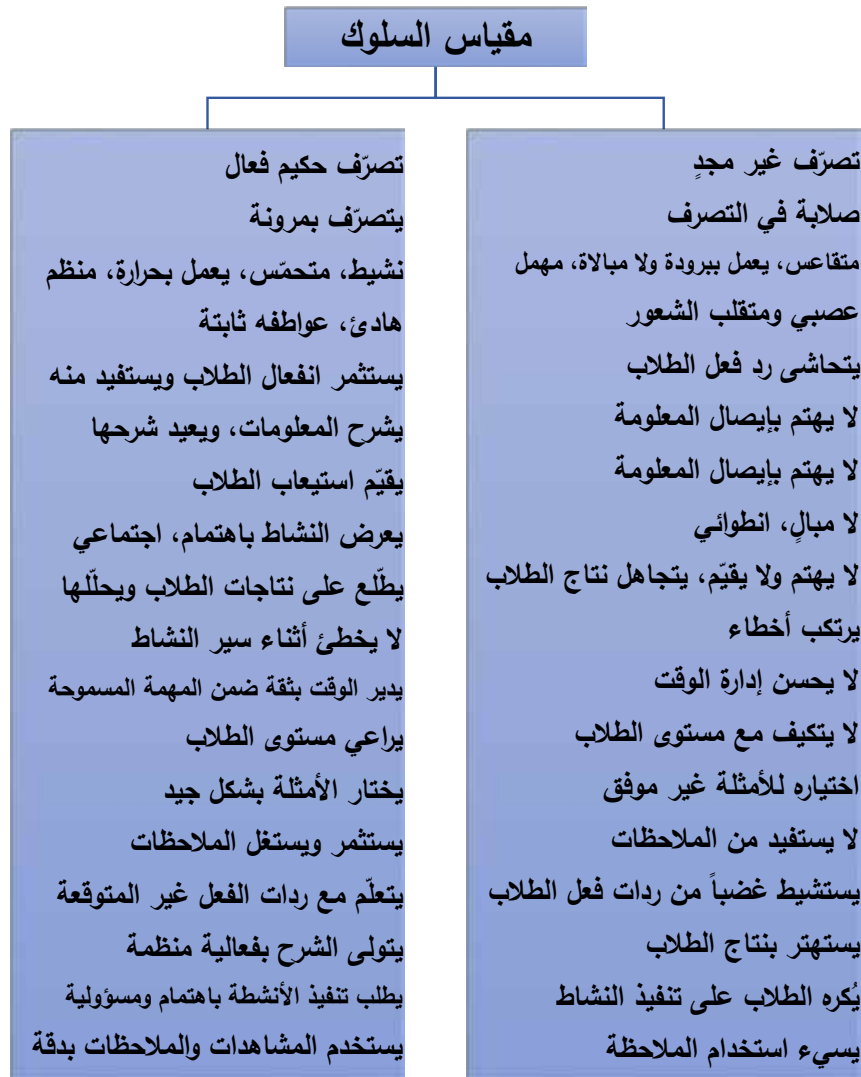 مقياس السلوك
تصرّف غير مجدٍ
صلابة في التصرف
متقاعس، يعمل ببرودة ولا مبالاة، مهمل
عصبي ومتقلب الشعور
يتحاشى رد فعل الطلاب
لا يهتم بإيصال المعلومة
لا يهتم بإيصال المعلومة
لا مبالٍ، انطوائي
لا يهتم ولا يقيّم، يتجاهل نتاج الطلاب
يرتكب أخطاء
لا يحسن إدارة الوقت
لا يتكيف مع مستوى الطلاب
اختياره للأمثلة غير موفق
لا يستفيد من الملاحظات
يستشيط غضباً من ردات فعل الطلاب
يستهتر بنتاج الطلاب
يُكره الطلاب على تنفيذ النشاط
يسيء استخدام الملاحظة
تصرّف حكيم فعال
يتصرّف بمرونة
نشيط، متحمّس، يعمل بحرارة، منظم
هادئ، عواطفه ثابتة
يستثمر انفعال الطلاب ويستفيد منه
يشرح المعلومات، ويعيد شرحها
يقيّم استيعاب الطلاب
يعرض النشاط باهتمام، اجتماعي
يطّلع على نتاجات الطلاب ويحلّلها
لا يخطئ أثناء سير النشاط
يدير الوقت بثقة ضمن المهمة المسموحة
يراعي مستوى الطلاب
يختار الأمثلة بشكل جيد
يستثمر ويستغل الملاحظات
يتعلّم مع ردات الفعل غير المتوقعة
يتولى الشرح بفعالية منظمة
يطلب تنفيذ الأنشطة باهتمام ومسؤولية
يستخدم المشاهدات والملاحظات بدقة